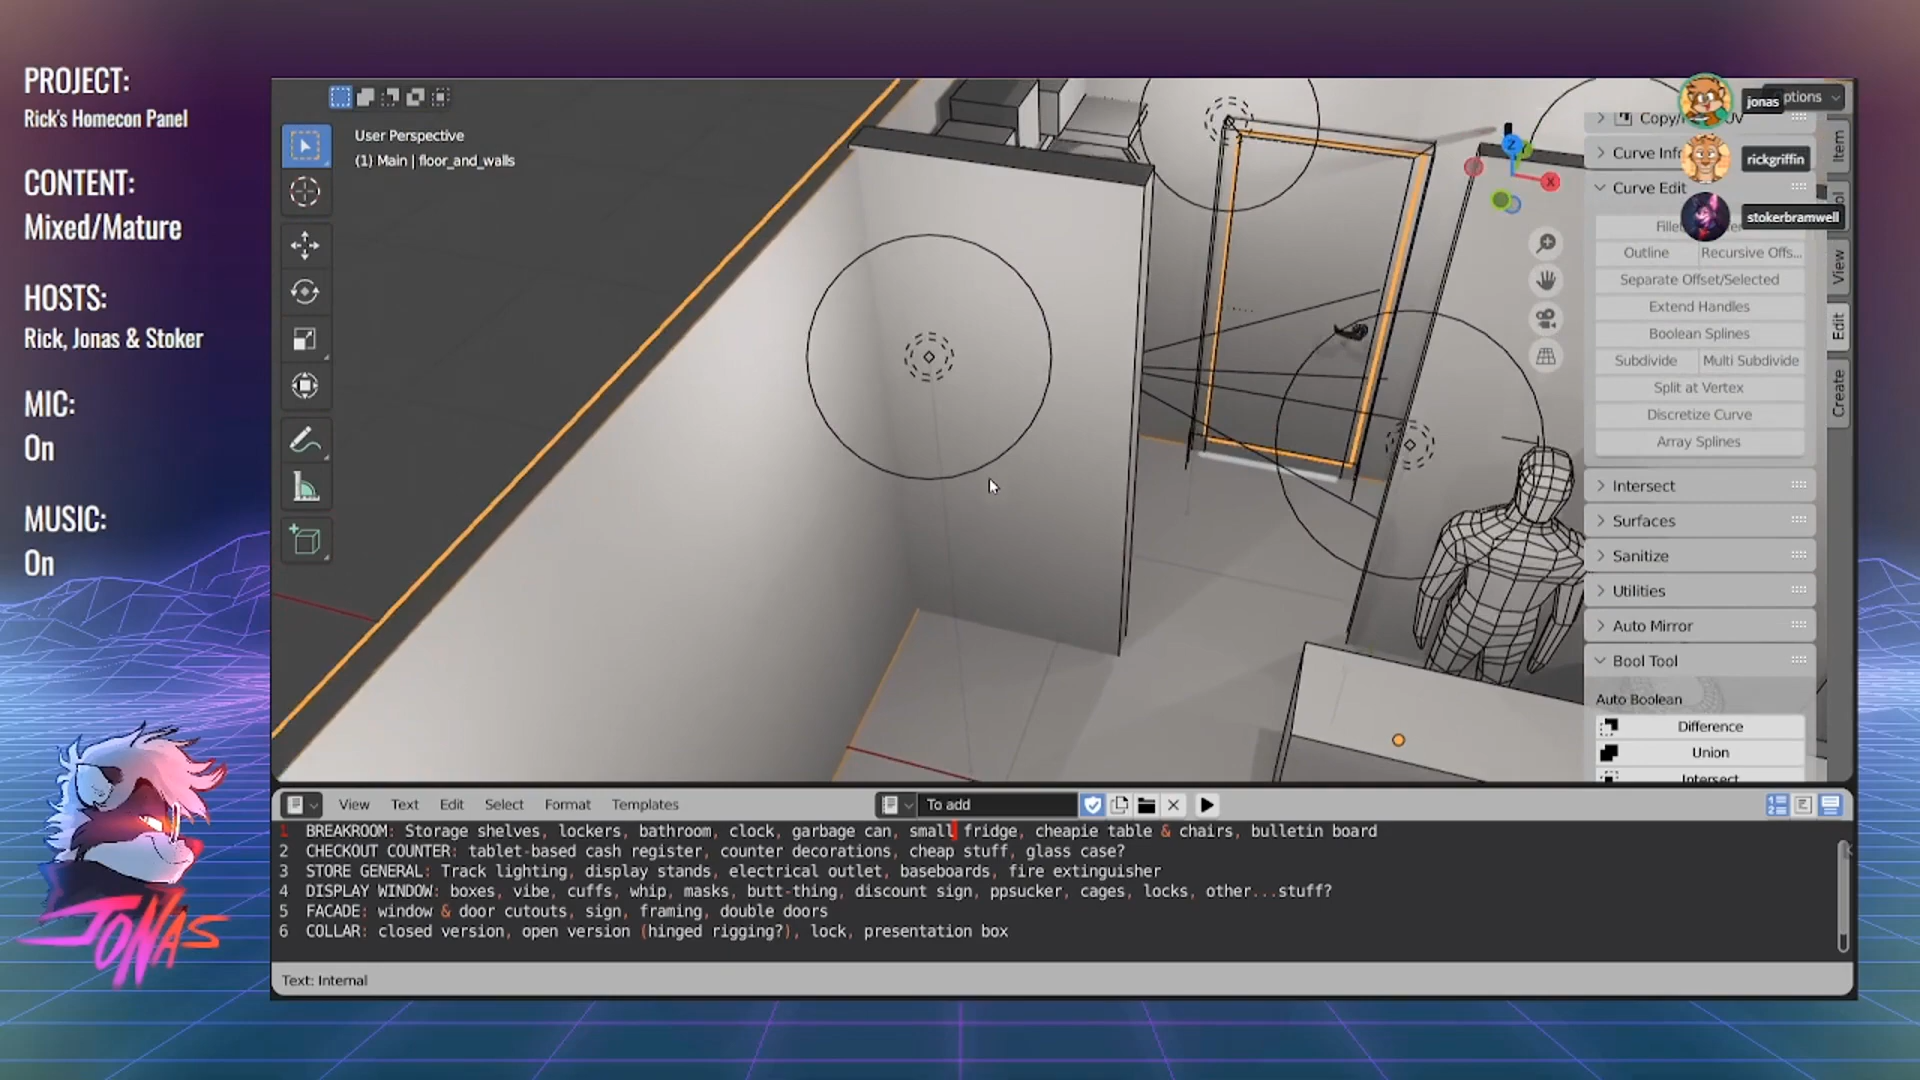 PROJECT:
Rick's Homecon Panel
CONTENT:
Mixed/Mature
HOSTS:
Rick, Jonas & Stoker
MIC:
On
MUSIC:
On
JONAS
User Perspective
(1) Main | floor_and_walls
ptions
jonas
rickgriffin
stokerbramwell
Curve Edit
Outline
Recursive Offs...
Separate Offset/Selected
Extend Handles
Boolean Splines
Subdivide
Multi Subdivide
Split at Vertex
Discretize Curve
Array Splines
Intersect
Surfaces
Sanitize
Utilities
Auto Mirror
Bool Tool
Auto Boolean
Difference
Union
Intersect
Item
View
Edit
Create
Z
X
View Text Edit Select Format Templates
To add
1 BREAKROOM: Storage shelves, lockers, bathroom, clock, garbage can, small fridge, cheapie table & chairs, bulletin board
2 CHECKOUT COUNTER: tablet-based cash register, counter decorations, cheap stuff, glass case?
3 STORE GENERAL: Track lighting, display stands, electrical outlet, baseboards, fire extinguisher
4 DISPLAY WINDOW: boxes, vibe, cuffs, whip, masks, butt-thing, discount sign, ppsucker, cages, locks, other...stuff?
5 FACADE: window & door cutouts, sign, framing, double doors
6 COLLAR: closed version, open version (hinged rigging?), lock, presentation box
Text: Internal